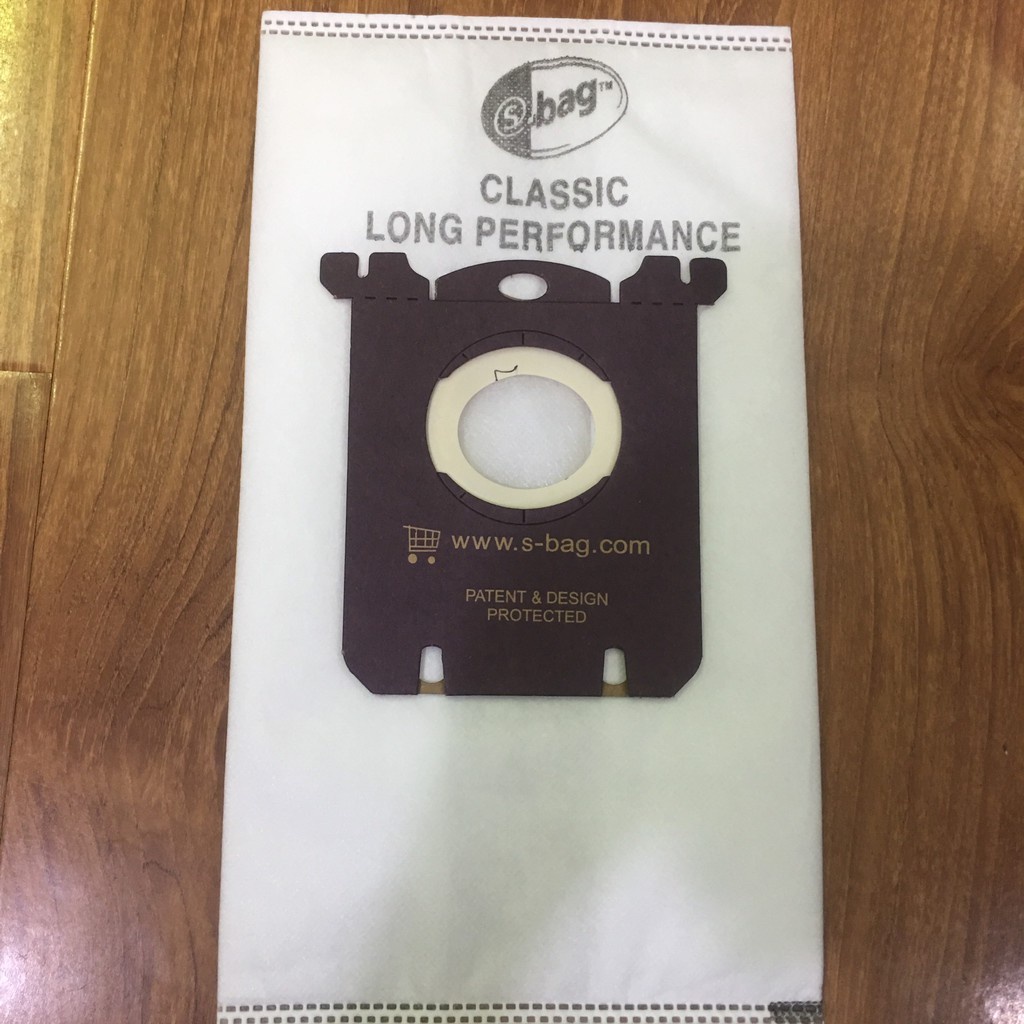 s-bag™
CLASSIC
LONG PERFORMANCE
www.s-bag.com
PATENT & DESIGN
PROTECTED